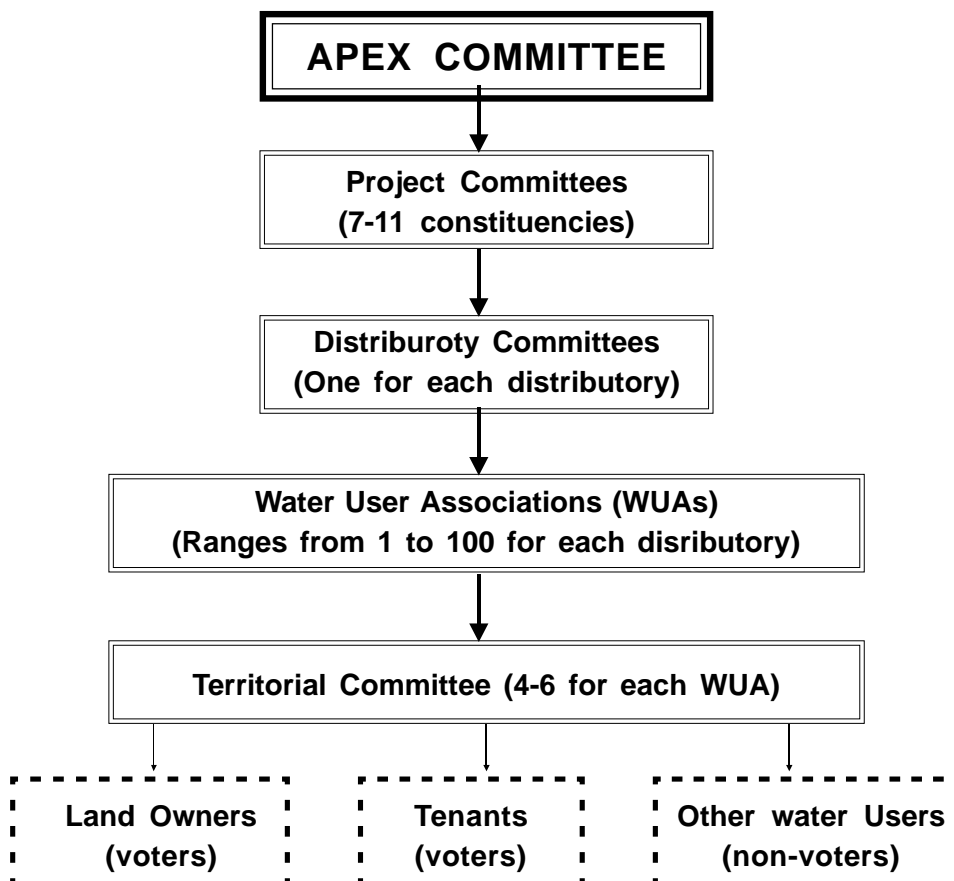 APEX COMMITTEE
Project Committees
(7-11 constituencies)
Distriburoty Committees
(One for each distributory)
Water User Associations (WUAs)
(Ranges from 1 to 100 for each disributory)
Territorial Committee (4-6 for each WUA)
Land Owners
(voters)
Tenants
(voters)
Other water Users
(non-voters)